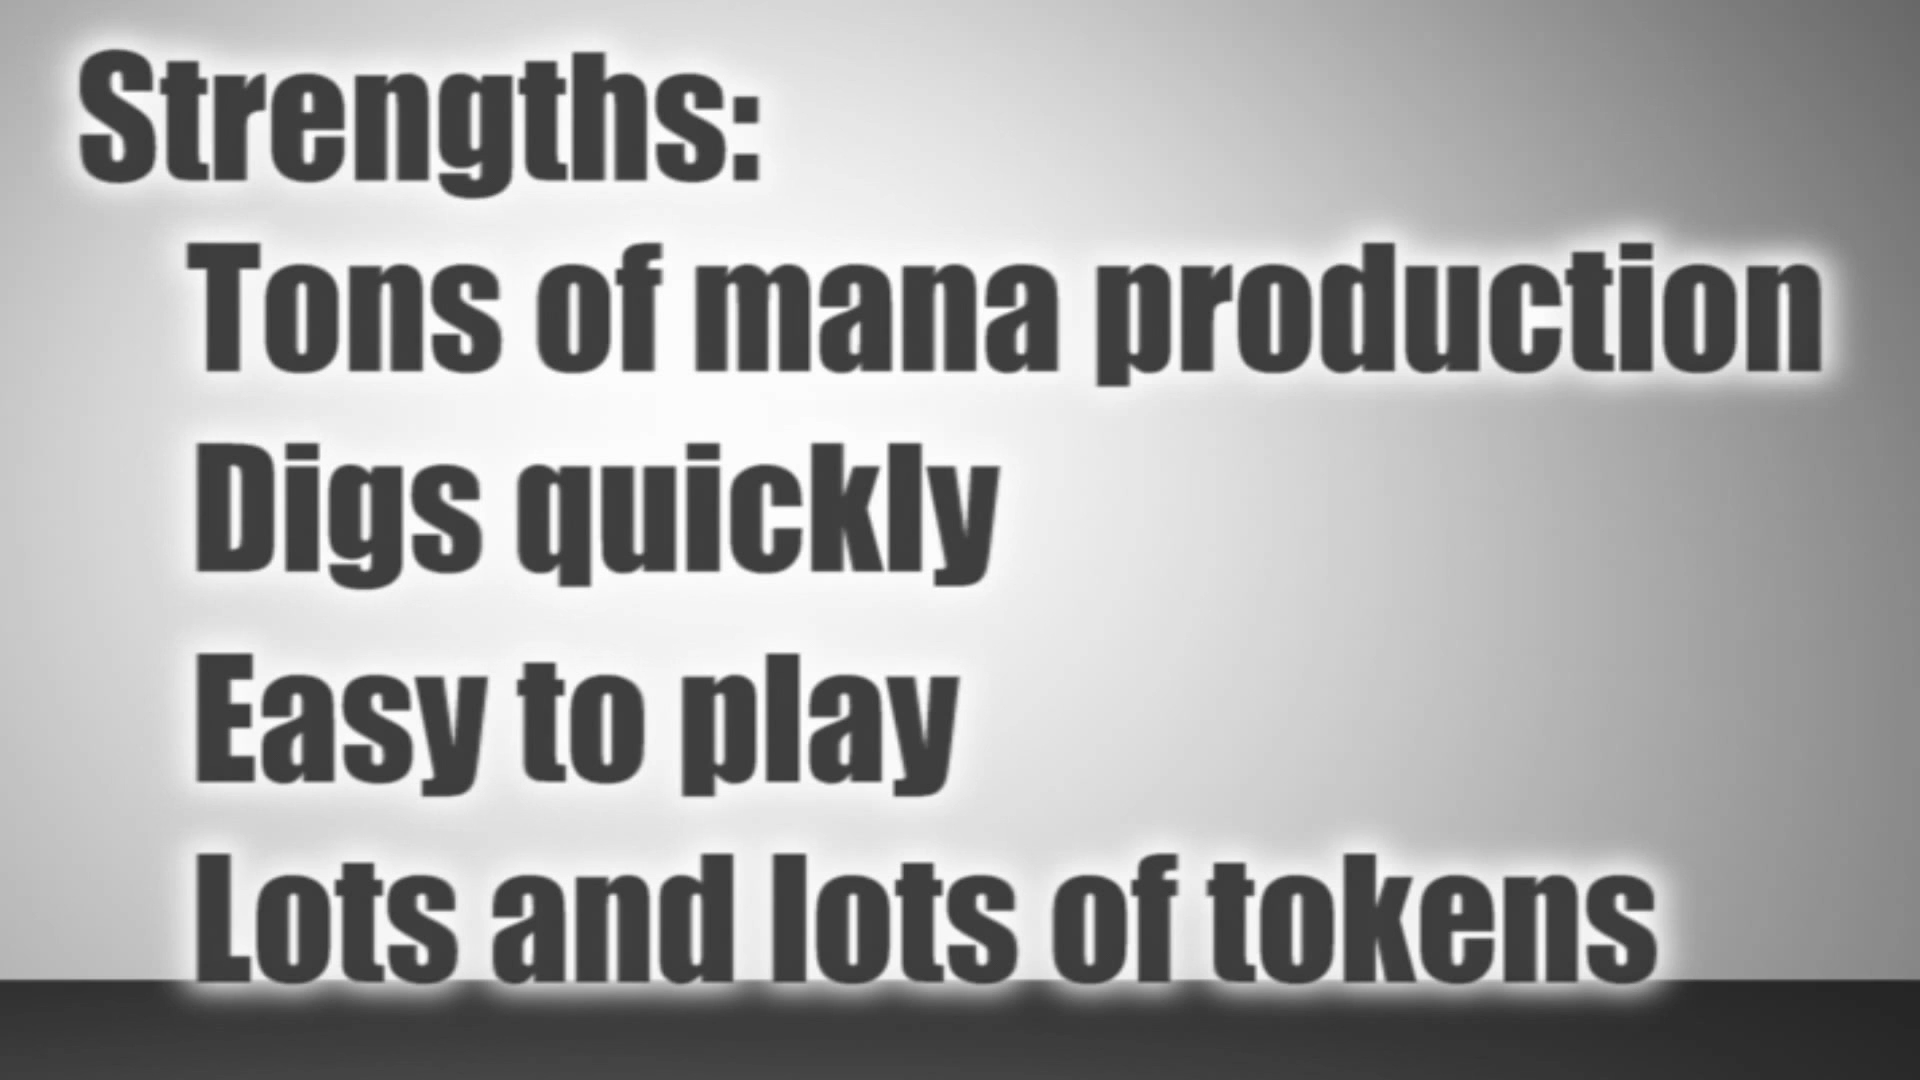 Strengths:
Tons of mana production
Digs quickly
Easy to play
Lots and lots of tokens